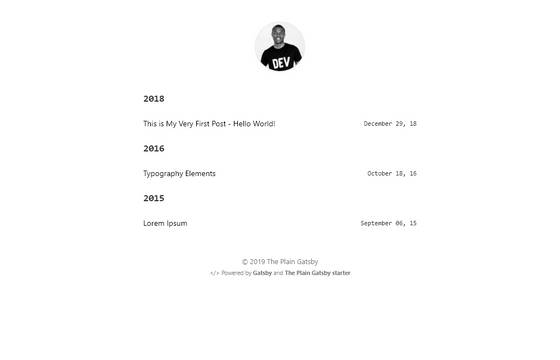 DEV
2018
This is My Very First Post - Hello World! December 29, 18
2016
Typography Elements October 18, 16
2015
Lorem Ipsum September 06, 15
© 2019 The Plain Gatsby
</> Powered by Gatsby and The Plain Gatsby starter